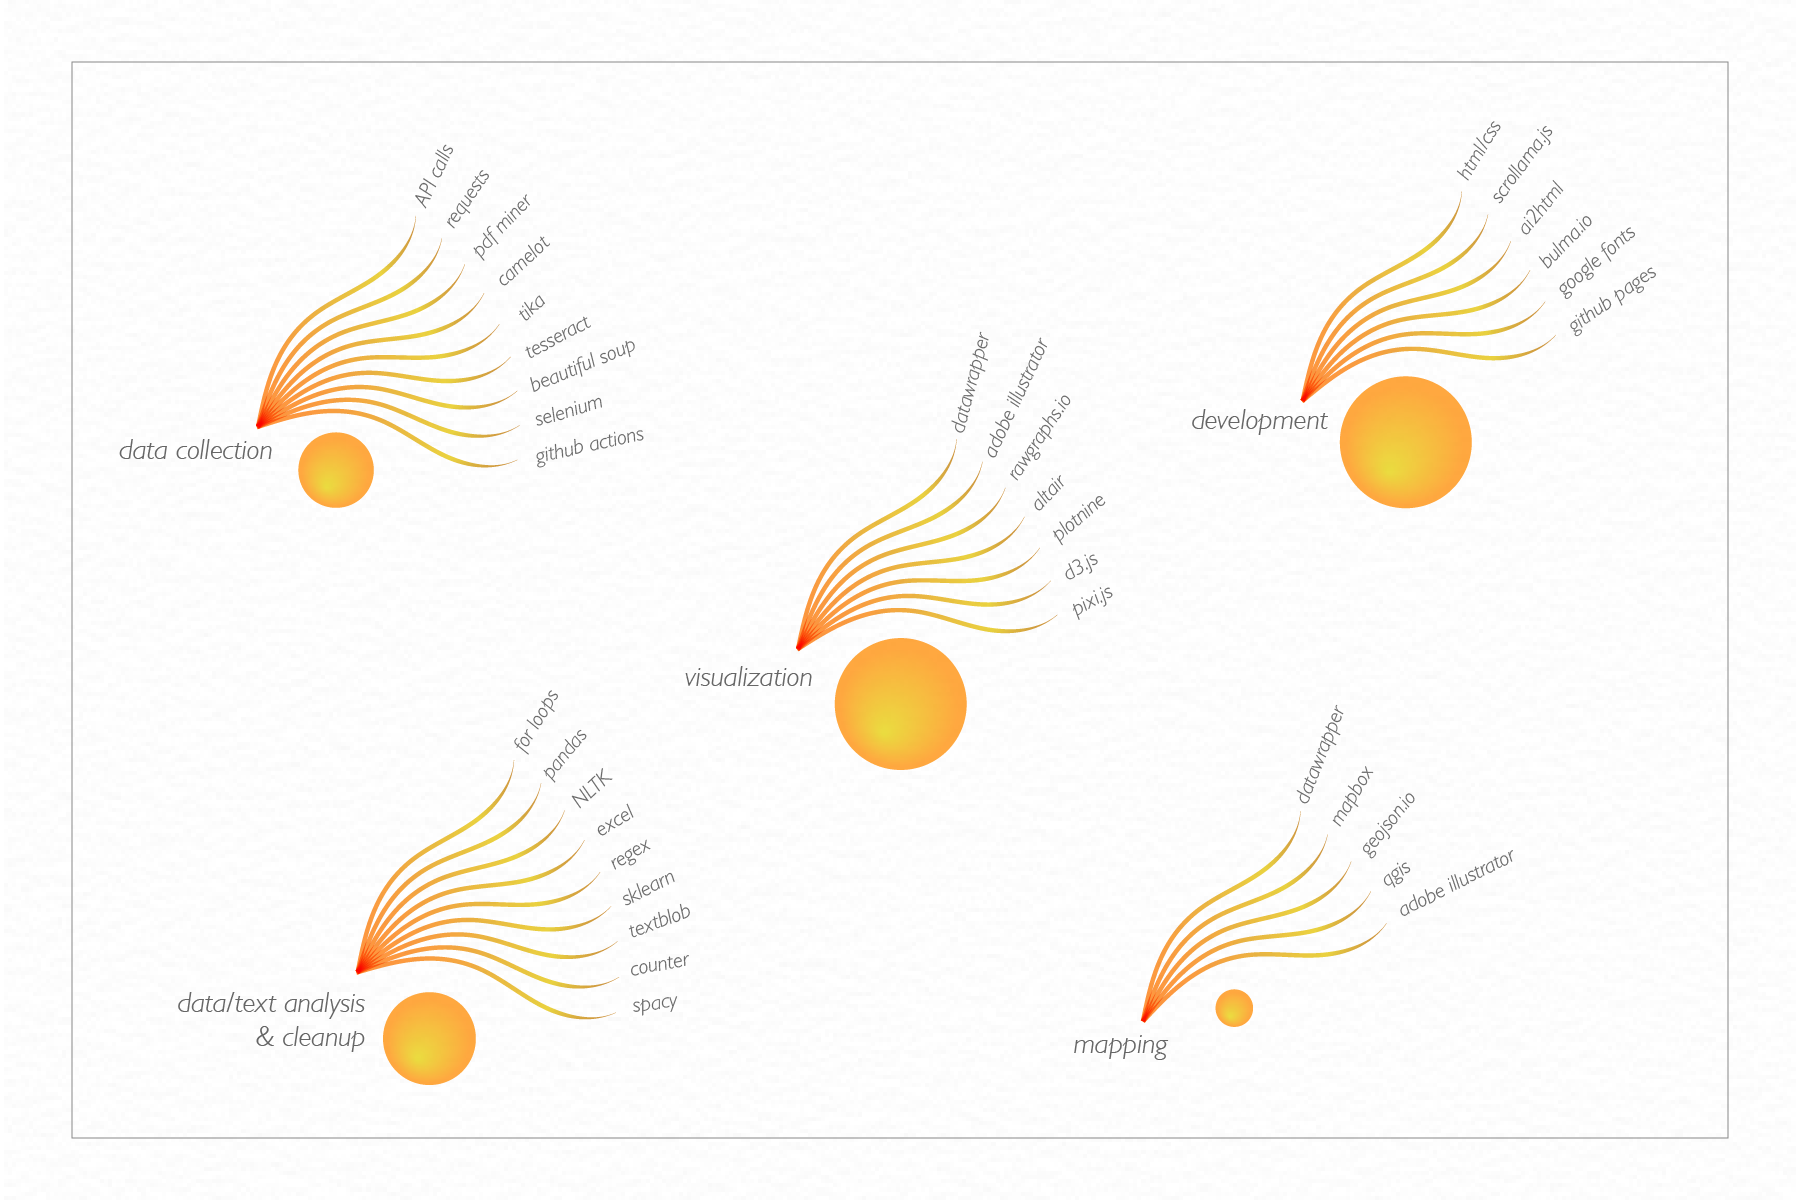 API calls
requests
pdf miner
camelot
tika
tesseract
beautiful soup
selenium
github actions
data collection
html/css
scrollama.js
ai2html
bulma.io
google fonts
github pages
development
datawrapper
adobe illustrator
rawgraphs.io
altair
plotnine
d3.js
pixi.js
visualization
for loops
pandas
NLTK
excel
regex
sklearn
textblob
counter
spacy
data/text analysis
& cleanup
datawrapper
mapbox
geojson.io
qgis
adobe illustrator
mapping